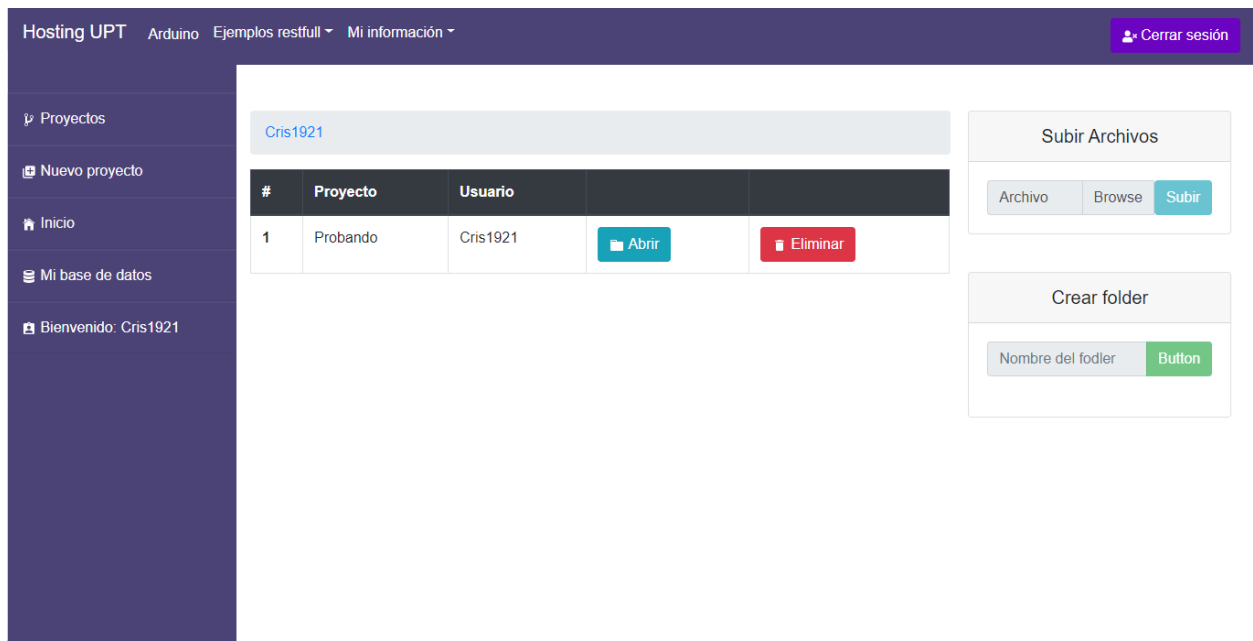 Hosting UPT Arduino Ejemplos restfull Mi información Cerrar sesión
Proyectos
Nuevo proyecto
Inicio
Mi base de datos
Bienvenido: Cris1921
Cris1921
# Proyecto Usuario
1 Probando Cris1921 Abrir Eliminar
Subir Archivos
Archivo Browse Subir
Crear folder
Nombre del fodler Button